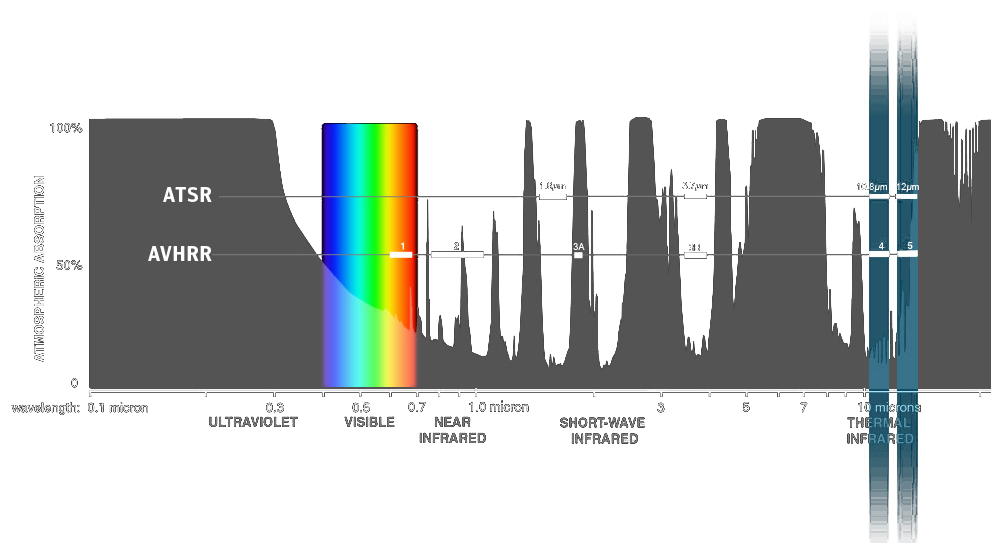 100%
ATSR
1.6µm
3.7µm
10.8µm
12µm
AVHRR
1
2
3A
3B
4
5
50%
ATMOSPHERIC ABSORPTION
0
wavelength:
0.1 micron
0.3
0.5
0.7
1.0 micron
3
5
7
10 microns
ULTRAVIOLET
VISIBLE
NEAR
INFRARED
SHORT-WAVE
INFRARED
THERMAL
INFRARED